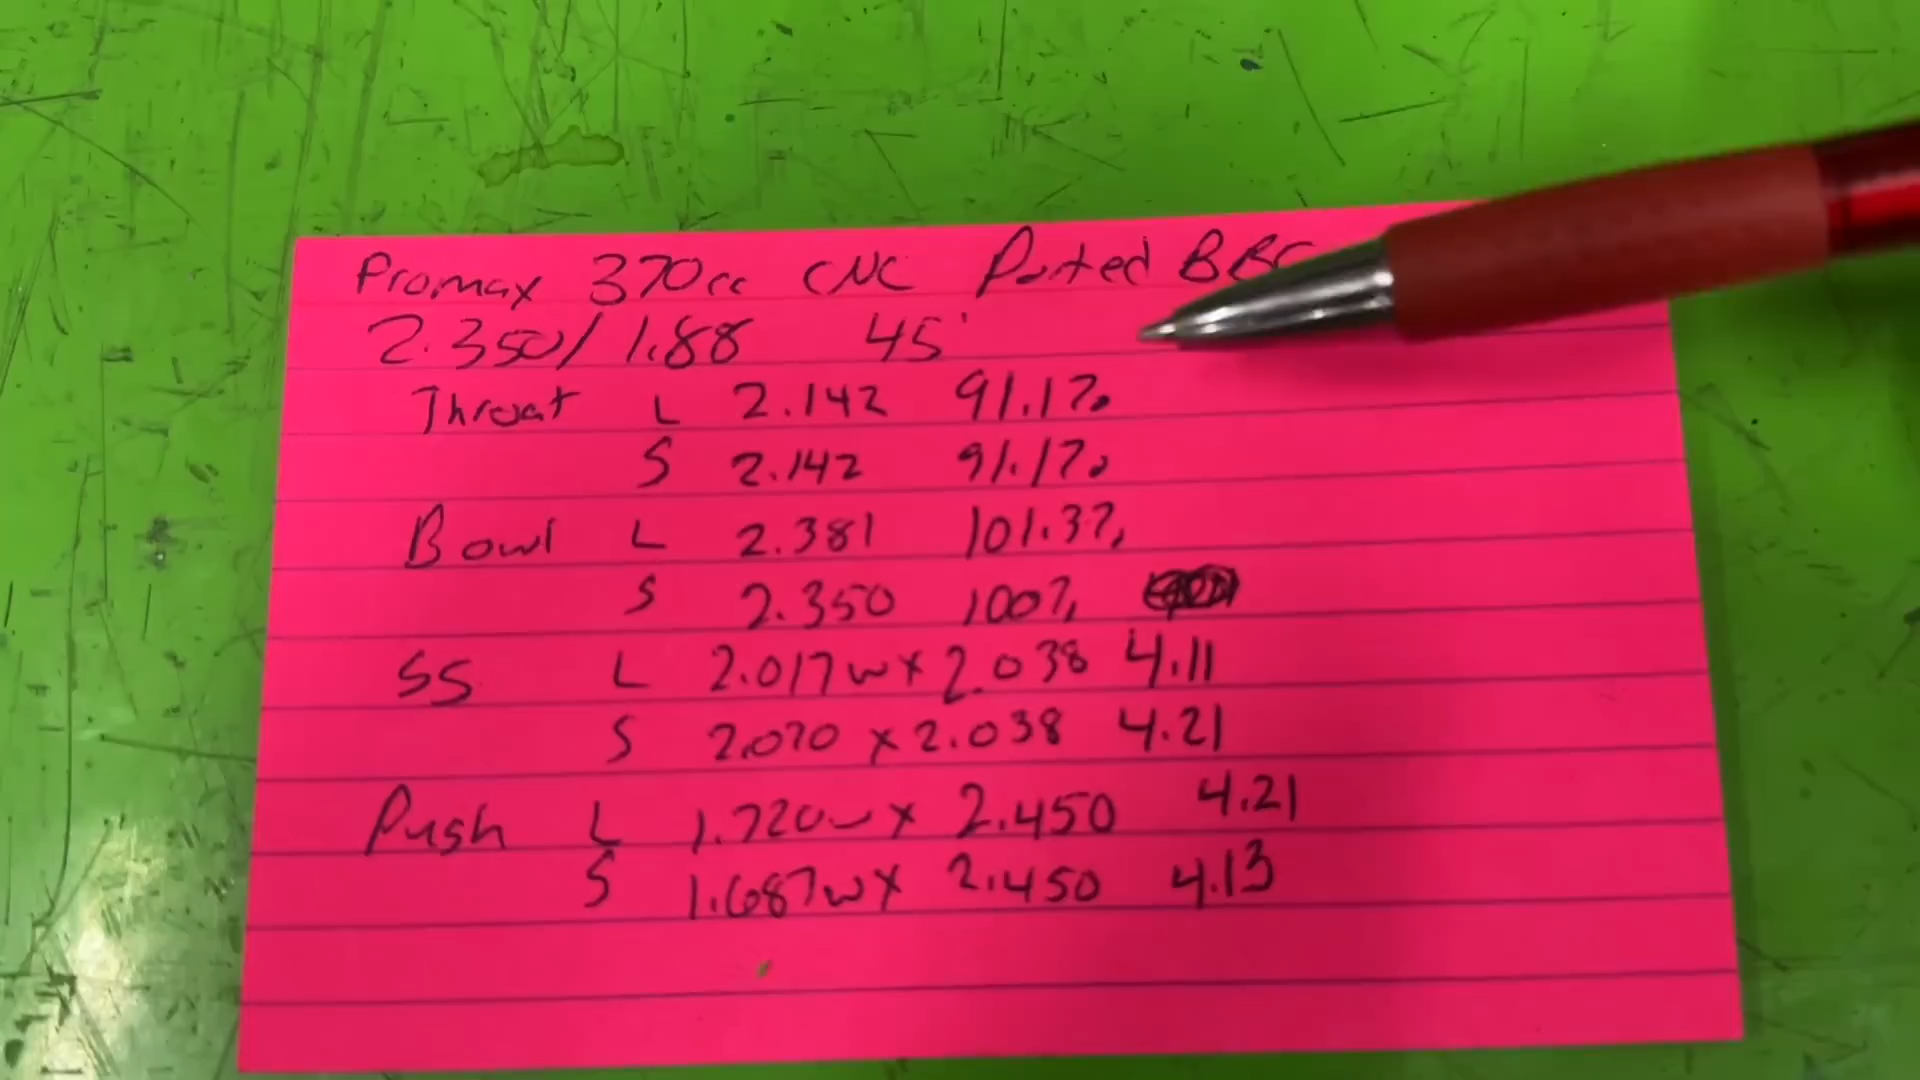 Promax 370cc CNC Ported BBC
2.350/1.88 45°
Throat L 2.142 91.1%
S 2.142 91.1%
Bowl L 2.381 101.3%
S 2.350 100%
SS L 2.017w x 2.038 4.11
S 2.070 x 2.038 4.21
Push L 1.720w x 2.450 4.21
S 1.687w x 2.450 4.13